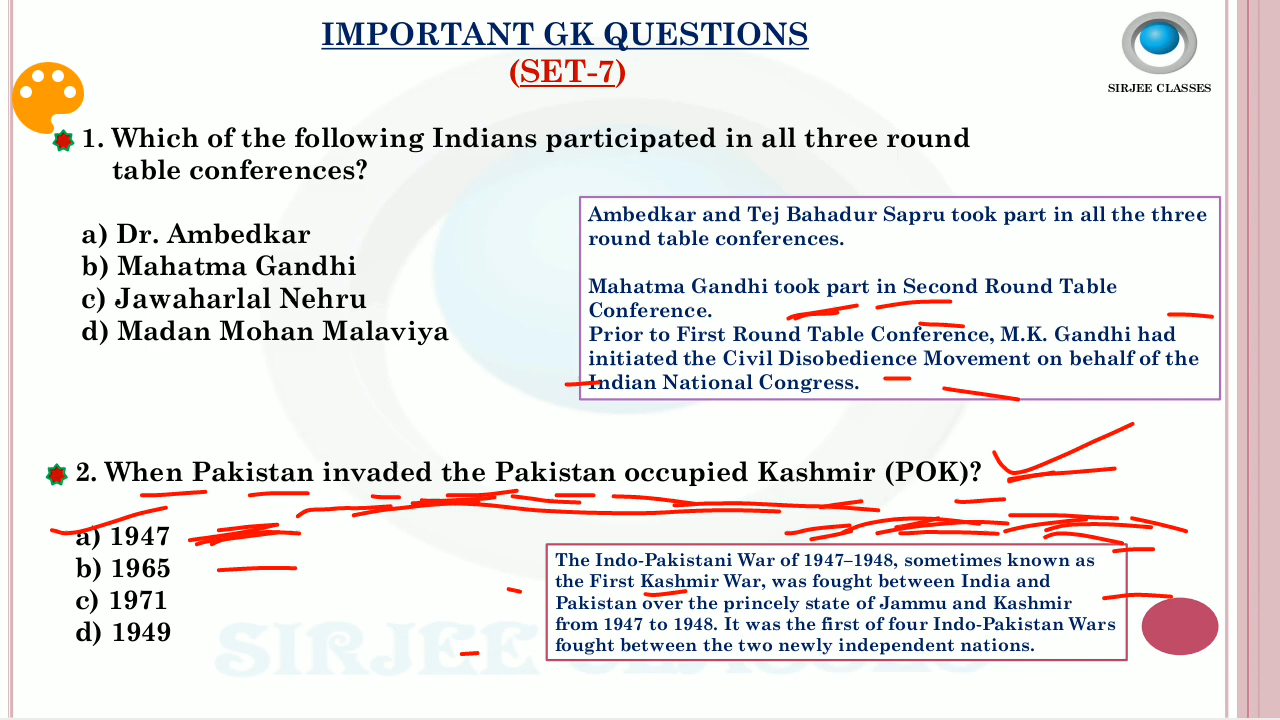 IMPORTANT GK QUESTIONS
(SET-7)
SIRJEE CLASSES
1. Which of the following Indians participated in all three round
table conferences?
a) Dr. Ambedkar
b) Mahatma Gandhi
c) Jawaharlal Nehru
d) Madan Mohan Malaviya
Ambedkar and Tej Bahadur Sapru took part in all the three
round table conferences.
Mahatma Gandhi took part in Second Round Table
Conference.
Prior to First Round Table Conference, M.K. Gandhi had
initiated the Civil Disobedience Movement on behalf of the
Indian National Congress.
2. When Pakistan invaded the Pakistan occupied Kashmir (POK)?
a) 1947
b) 1965
c) 1971
d) 1949
The Indo-Pakistani War of 1947–1948, sometimes known as
the First Kashmir War, was fought between India and
Pakistan over the princely state of Jammu and Kashmir
from 1947 to 1948. It was the first of four Indo-Pakistan Wars
fought between the two newly independent nations.
SIRJEE CLASSES